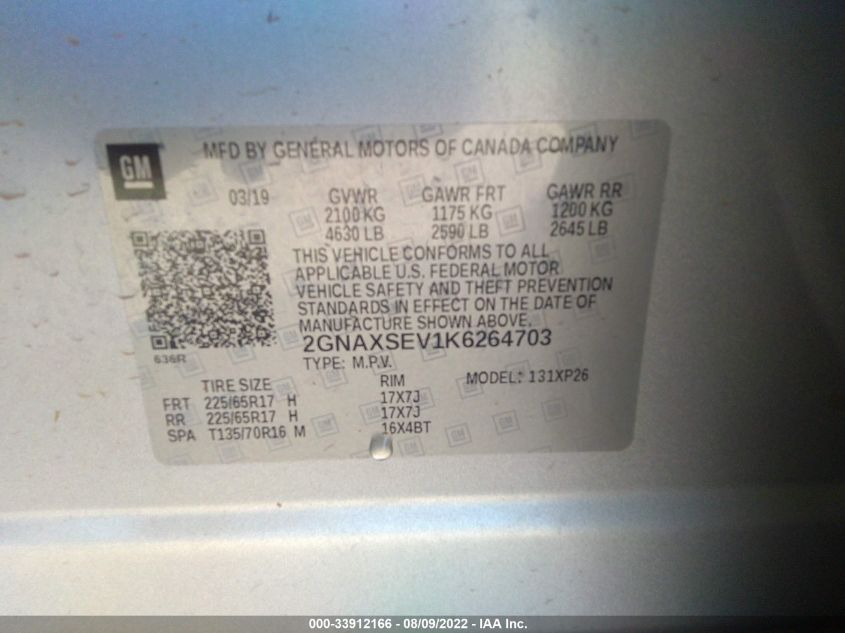 GM
MFD BY GENERAL MOTORS OF CANADA COMPANY
03/19 GVWR GAWR FRT GAWR RR
2100 KG 1175 KG 1200 KG
4630 LB 2590 LB 2645 LB
THIS VEHICLE CONFORMS TO ALL
APPLICABLE U.S. FEDERAL MOTOR
VEHICLE SAFETY AND THEFT PREVENTION
STANDARDS IN EFFECT ON THE DATE OF
MANUFACTURE SHOWN ABOVE.
2GNAXSEV1K6264703
636R
TYPE: M.P.V.
TIRE SIZE RIM MODEL: 131XP26
FRT 225/65R17 H 17X7J
RR 225/65R17 H 17X7J
SPA T135/70R16 M 16X4BT
000-33912166 - 08/09/2022 - IAA Inc.